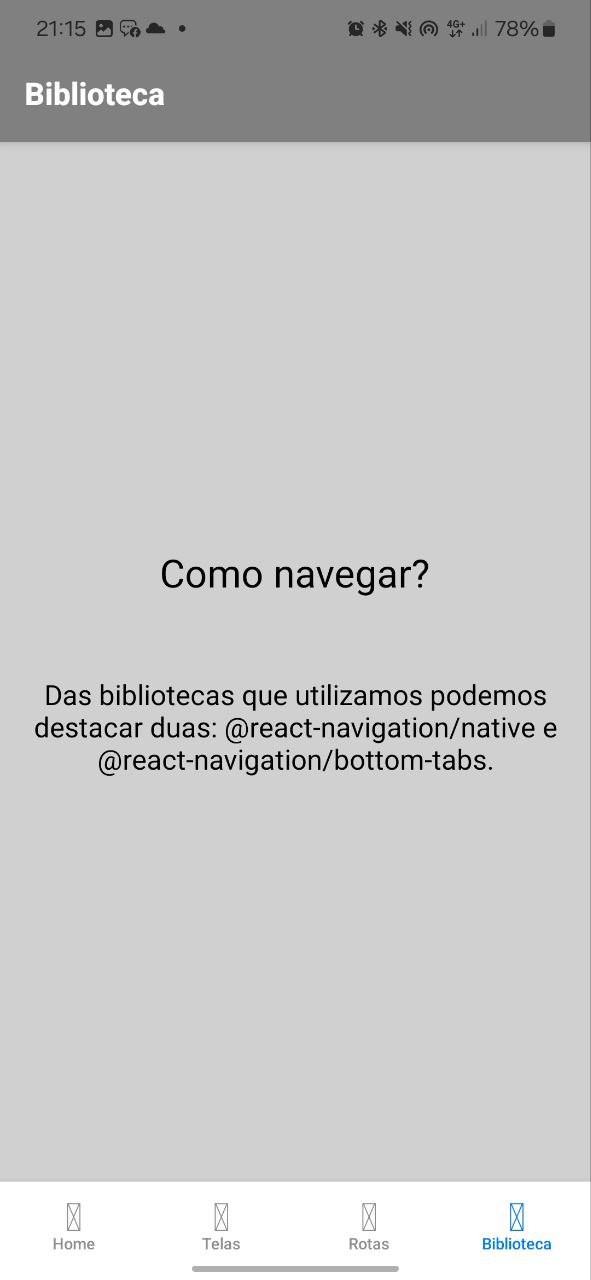 21:15 4G+ 78%
Biblioteca
Como navegar?
Das bibliotecas que utilizamos podemos
destacar duas: @react-navigation/native e
@react-navigation/bottom-tabs.
Home Telas Rotas Biblioteca